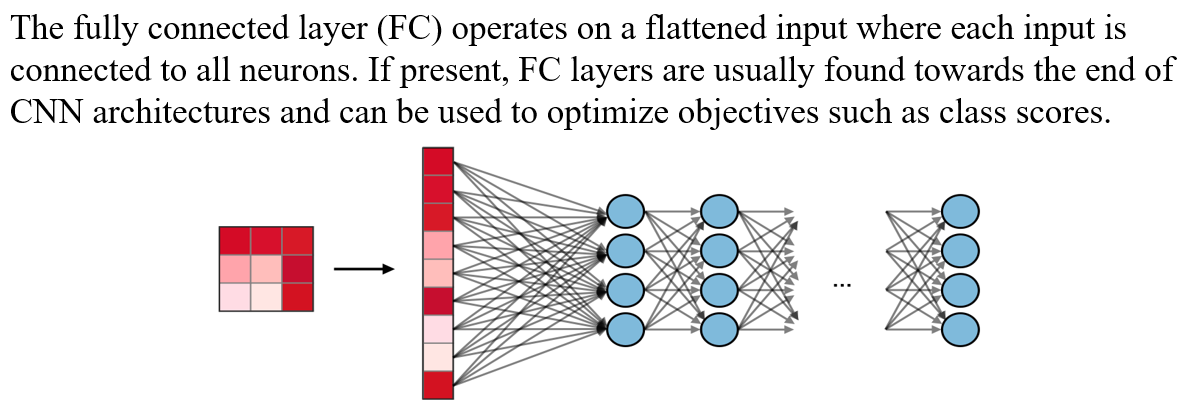 The fully connected layer (FC) operates on a flattened input where each input is
connected to all neurons. If present, FC layers are usually found towards the end of
CNN architectures and can be used to optimize objectives such as class scores.
...